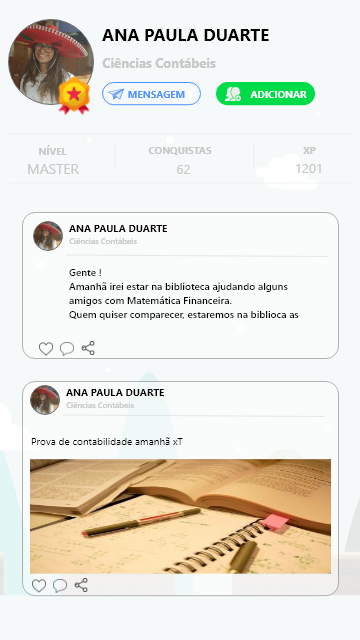 ANA PAULA DUARTE
Ciências Contábeis
MENSAGEM
ADICIONAR
NÍVEL
CONQUISTAS
XP
MASTER
62
1201
ANA PAULA DUARTE
Ciências Contábeis
Gente !
Amanhã irei estar na biblioteca ajudando alguns
amigos com Matemática Financeira.
Quem quiser comparecer, estaremos na biblioca as
ANA PAULA DUARTE
Ciências Contábeis
Prova de contabilidade amanhã xT